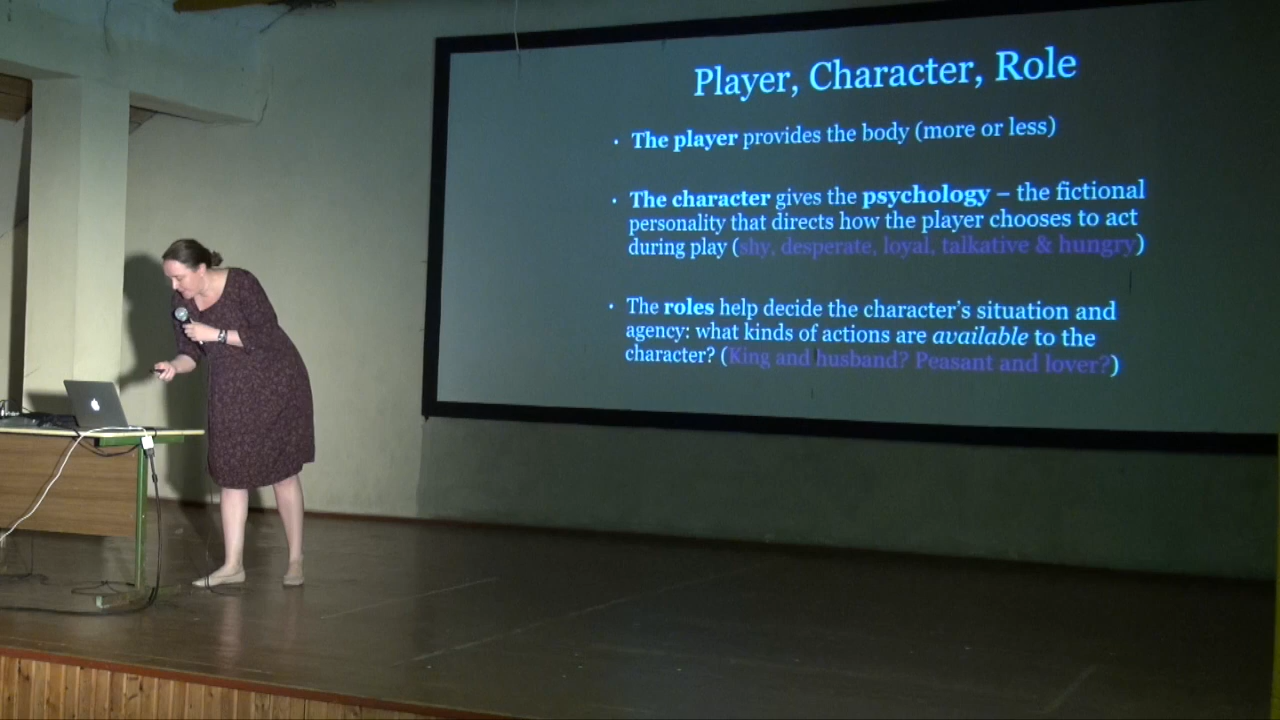 Player, Character, Role
• The player provides the body (more or less)
• The character gives the psychology – the fictional
personality that directs how the player chooses to act
during play (shy, desperate, loyal, talkative & hungry)
• The roles help decide the character's situation and
agency: what kinds of actions are available to the
character? (King and husband? Peasant and lover?)